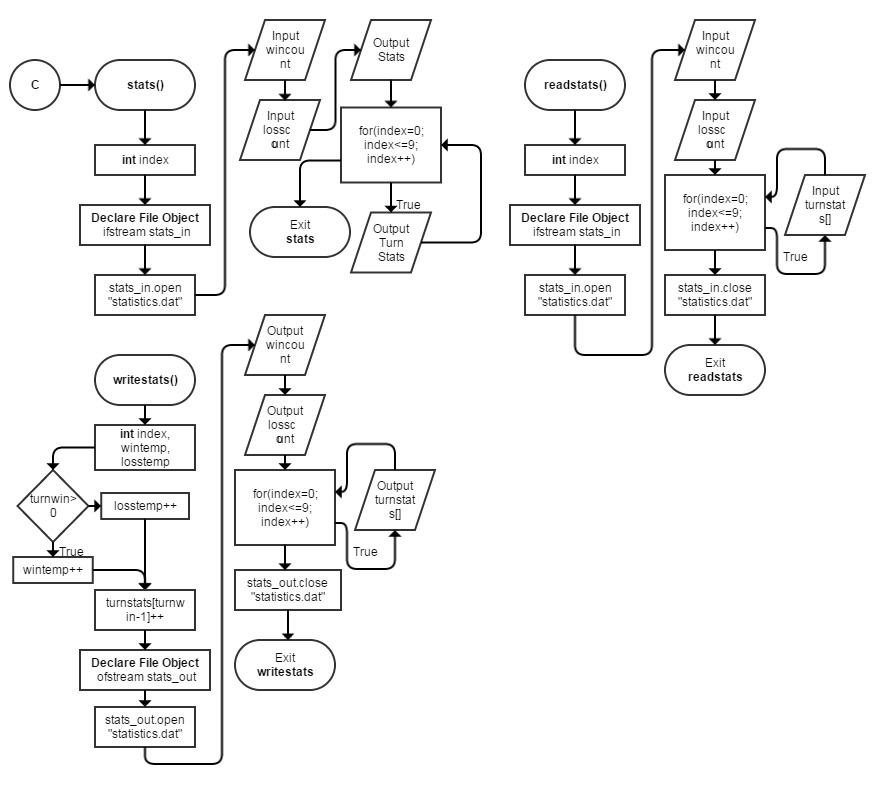 C
stats()
int index
Declare File Object
ifstream stats_in
stats_in.open
"statistics.dat"
Input
wincou
nt
Input
lossc
ant
Output
Stats
for(index=0;
index<=9;
index++)
True
Output
Turn
Stats
Exit
stats
readstats()
int index
Declare File Object
ifstream stats_in
stats_in.open
"statistics.dat"
Input
wincou
nt
Input
lossc
ant
for(index=0;
index<=9;
index++)
Input
turnstat
s[]
True
stats_in.close
"statistics.dat"
Exit
readstats
writestats()
int index,
wintemp,
losstemp
turnwin>
0
losstemp++
True
wintemp++
turnstats[turnw
in-1]++
Declare File Object
ofstream stats_out
stats_out.open
"statistics.dat"
Output
wincou
nt
Output
lossc
ant
for(index=0;
index<=9;
index++)
Output
turnstat
s[]
True
stats_out.close
"statistics.dat"
Exit
writestats